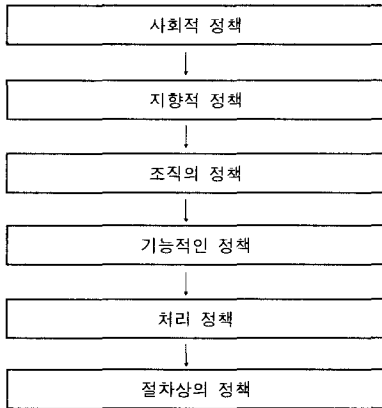 사회적 정책
지향적 정책
조직의 정책
기능적인 정책
처리 정책
절차상의 정책